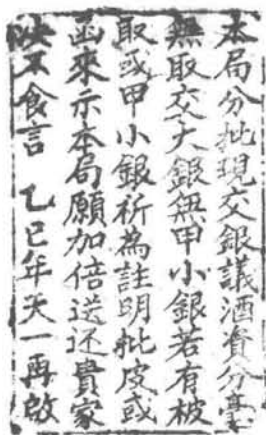 本局分批現交銀議酒資分毫
無取交大銀無甲小銀若有被
取或甲小銀祈為註明批皮或
函來示本局願加倍送还貴家
决不食言 乙巳年天一再啟